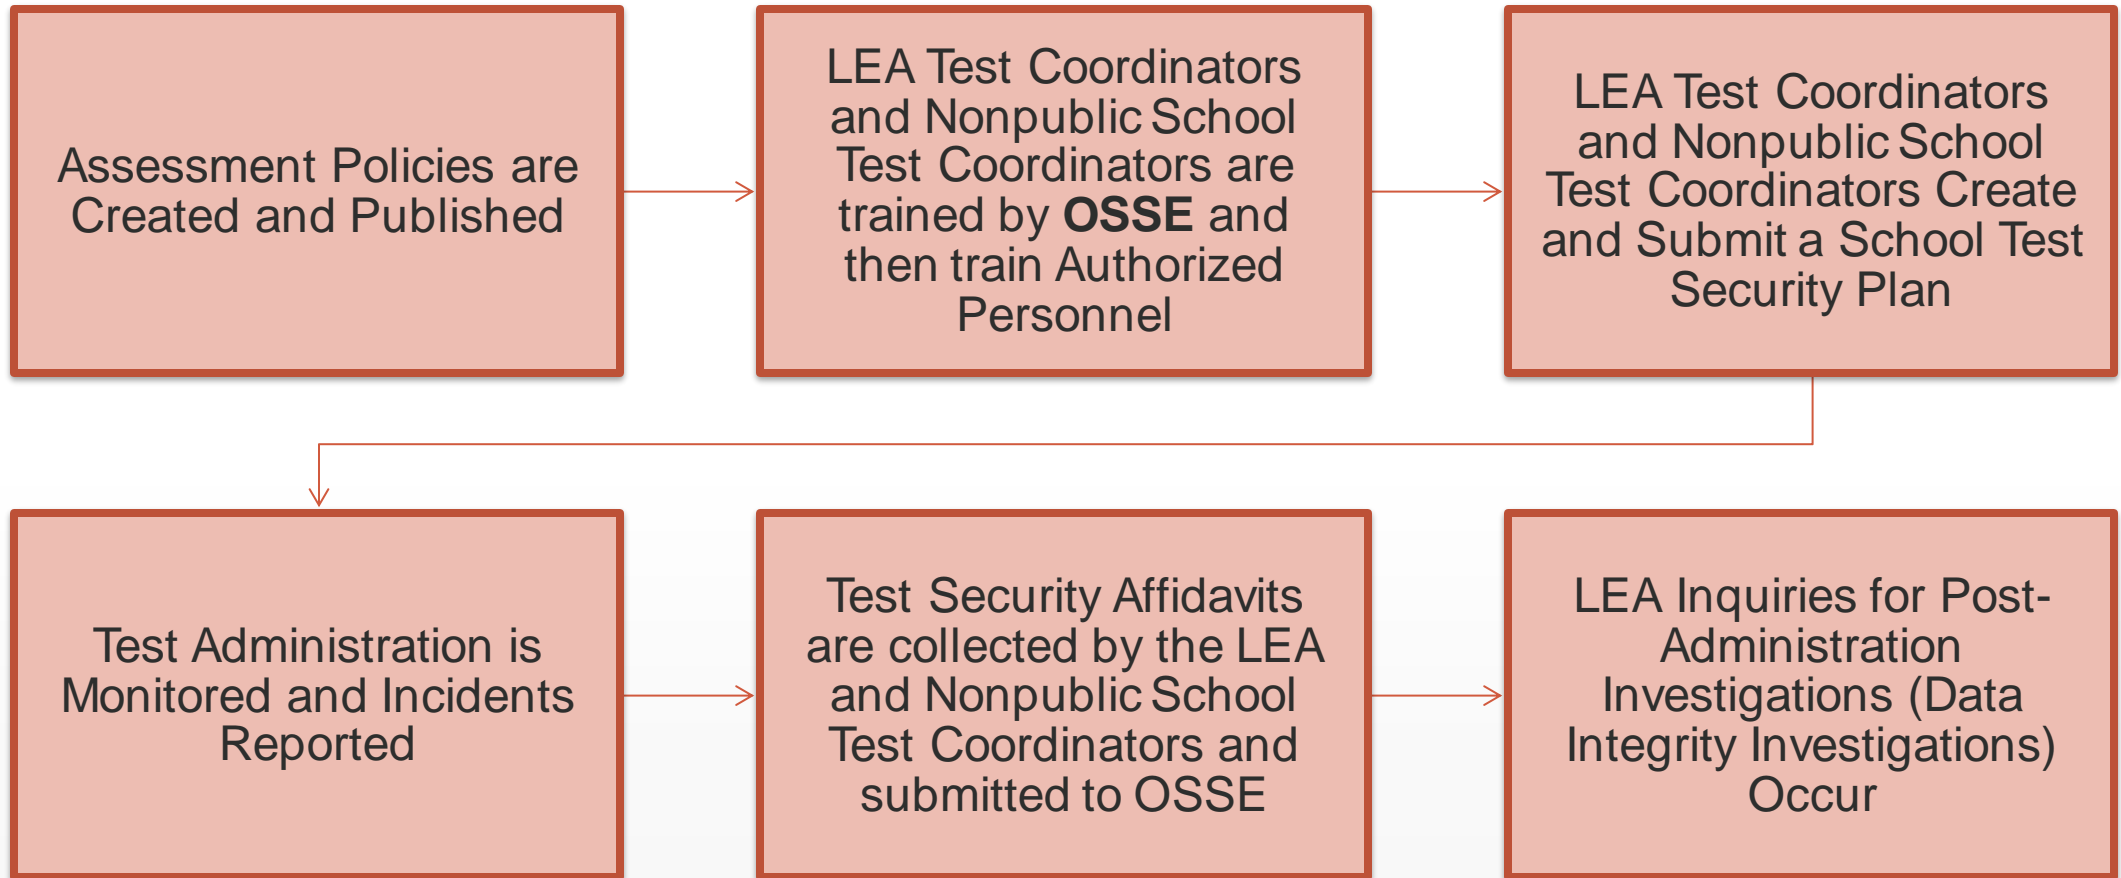 Assessment Policies are
Created and Published
LEA Test Coordinators
and Nonpublic School
Test Coordinators are
trained by OSSE and
then train Authorized
Personnel
LEA Test Coordinators
and Nonpublic School
Test Coordinators Create
and Submit a School Test
Security Plan
Test Administration is
Monitored and Incidents
Reported
Test Security Affidavits
are collected by the LEA
and Nonpublic School
Test Coordinators and
submitted to OSSE
LEA Inquiries for Post-
Administration
Investigations (Data
Integrity Investigations)
Occur